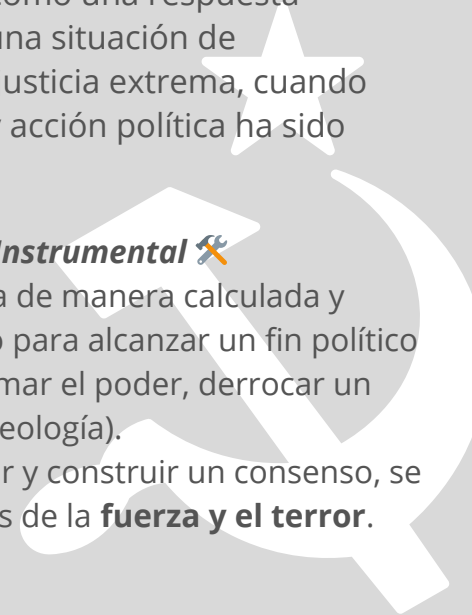 como una respuesta
una situación de
usticia extrema, cuando
acción política ha sido
Instrumental 🛠️
a de manera calculada y
o para alcanzar un fin político
mar el poder, derrocar un
eología).
r y construir un consenso, se
s de la fuerza y el terror.